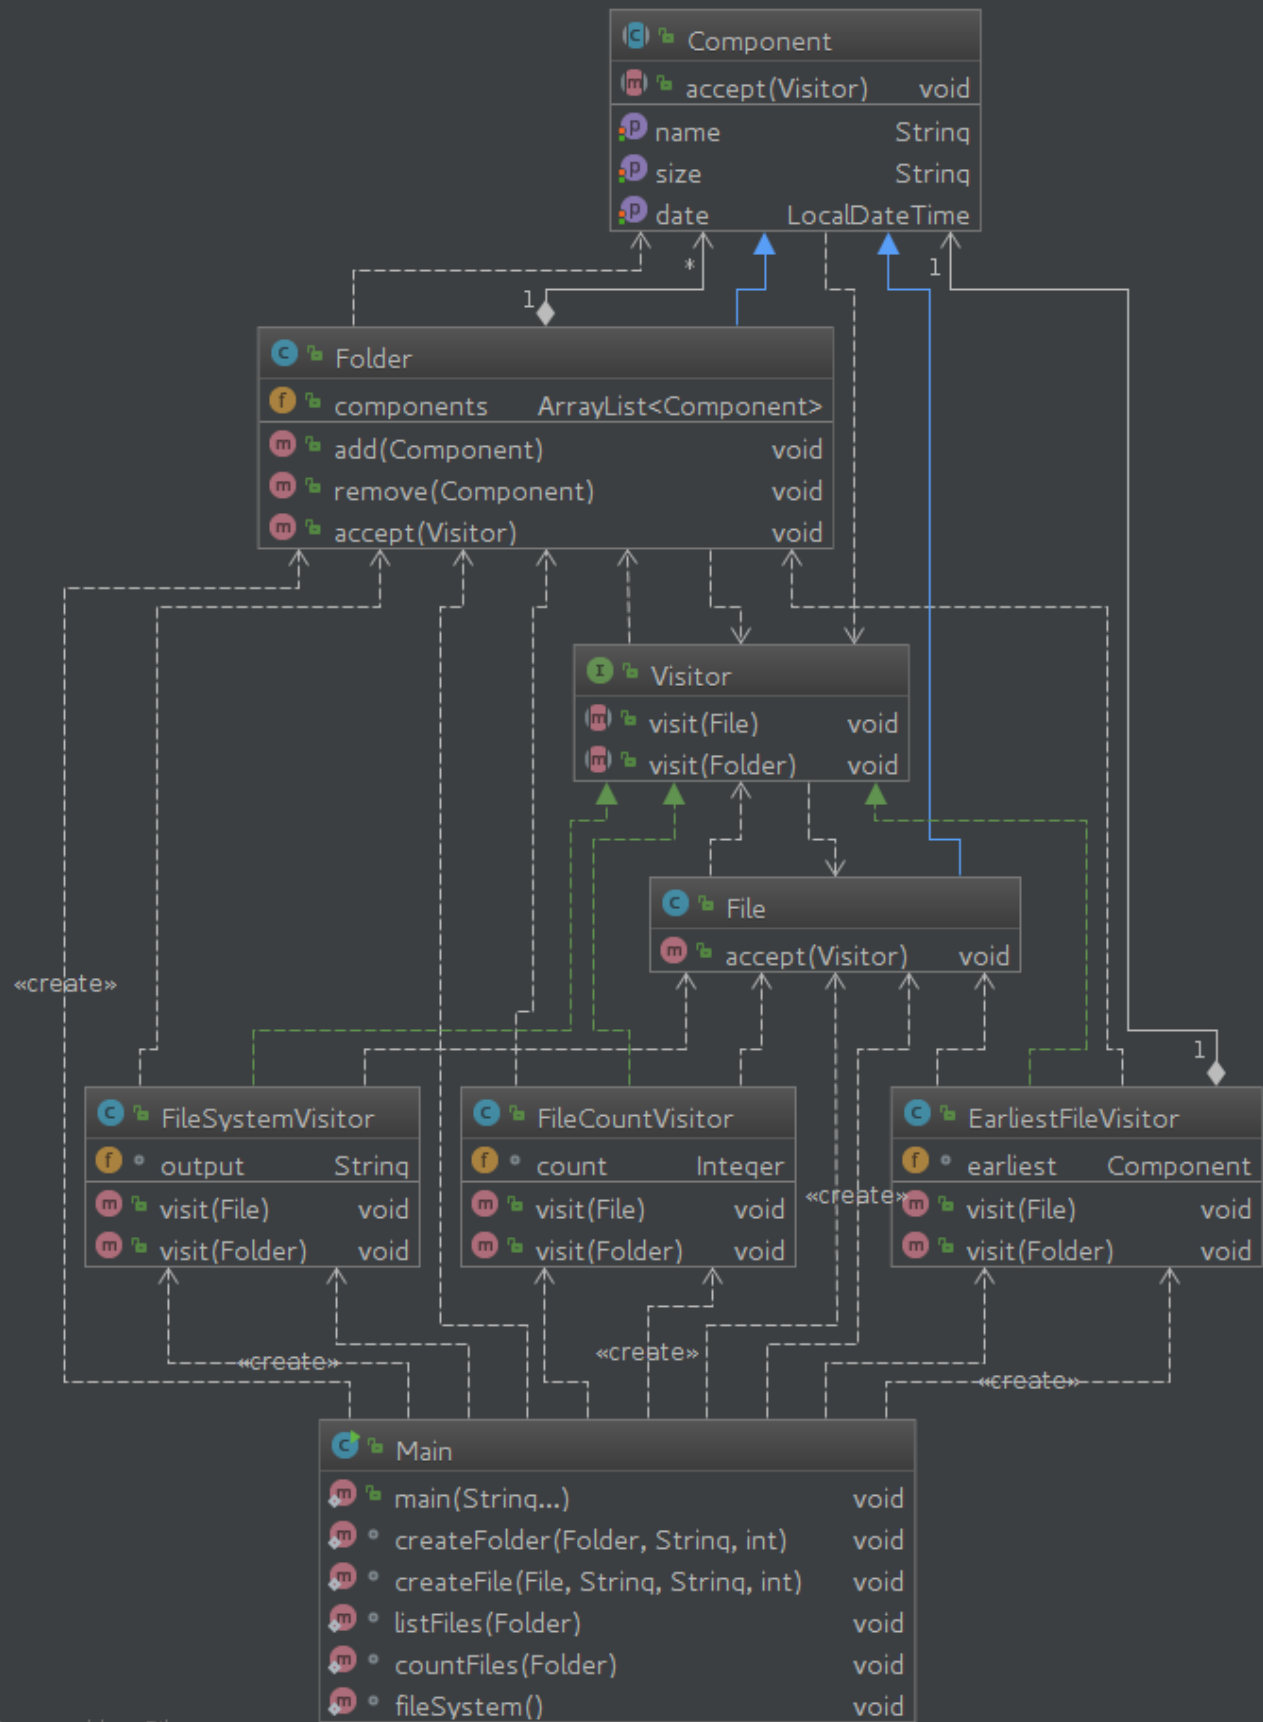 Component
accept(Visitor) void
name String
size String
date LocalDateTime
* 1
1
Folder
components ArrayList<Component>
add(Component) void
remove(Component) void
accept(Visitor) void
Visitor
visit(File) void
visit(Folder) void
File
accept(Visitor) void
«create»
1
FileSystemVisitor
output String
visit(File) void
visit(Folder) void
FileCountVisitor
count Integer
visit(File) void
visit(Folder) void
«create»
EarliestFileVisitor
earliest Component
visit(File) void
visit(Folder) void
«create»
«create»
«create»
Main
main(String...) void
createFolder(Folder, String, int) void
createFile(File, String, String, int) void
listFiles(Folder) void
countFiles(Folder) void
fileSystem() void